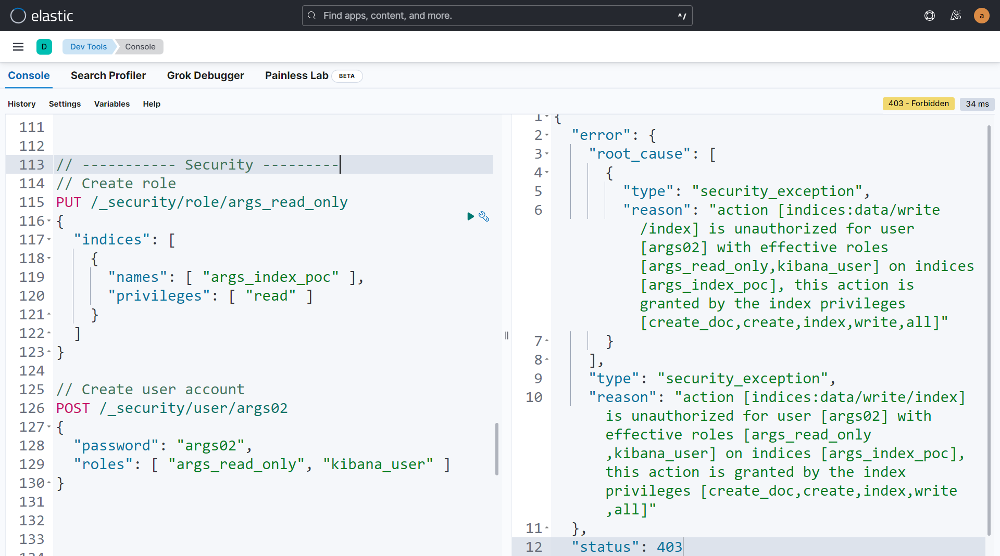 elastic
Find apps, content, and more.
^/
a
D
Dev Tools
Console
Console
Search Profiler
Grok Debugger
Painless Lab
BETA
History
Settings
Variables
Help
403 - Forbidden
34 ms
111
112
113 // ----------- Security ---------
114 // Create role
115 PUT /_security/role/args_read_only
116 {
117 "indices": [
118 {
119 "names": [ "args_index_poc" ],
120 "privileges": [ "read" ]
121 }
122 ]
123 }
124
125 // Create user account
126 POST /_security/user/args02
127 {
128 "password": "args02",
129 "roles": [ "args_read_only", "kibana_user" ]
130 }
131
132
133
134
1 {
2 "error": {
3 "root_cause": [
4 {
5 "type": "security_exception",
6 "reason": "action [indices:data/write
/index] is unauthorized for user
[args02] with effective roles
[args_read_only,kibana_user] on indices
[args_index_poc], this action is
granted by the index privileges
[create_doc,create,index,write,all]"
7 }
8 ],
9 "type": "security_exception",
10 "reason": "action [indices:data/write/index]
is unauthorized for user [args02] with
effective roles [args_read_only
,kibana_user] on indices [args_index_poc],
this action is granted by the index
privileges [create_doc,create,index,write
,all]"
11 },
12 "status": 403